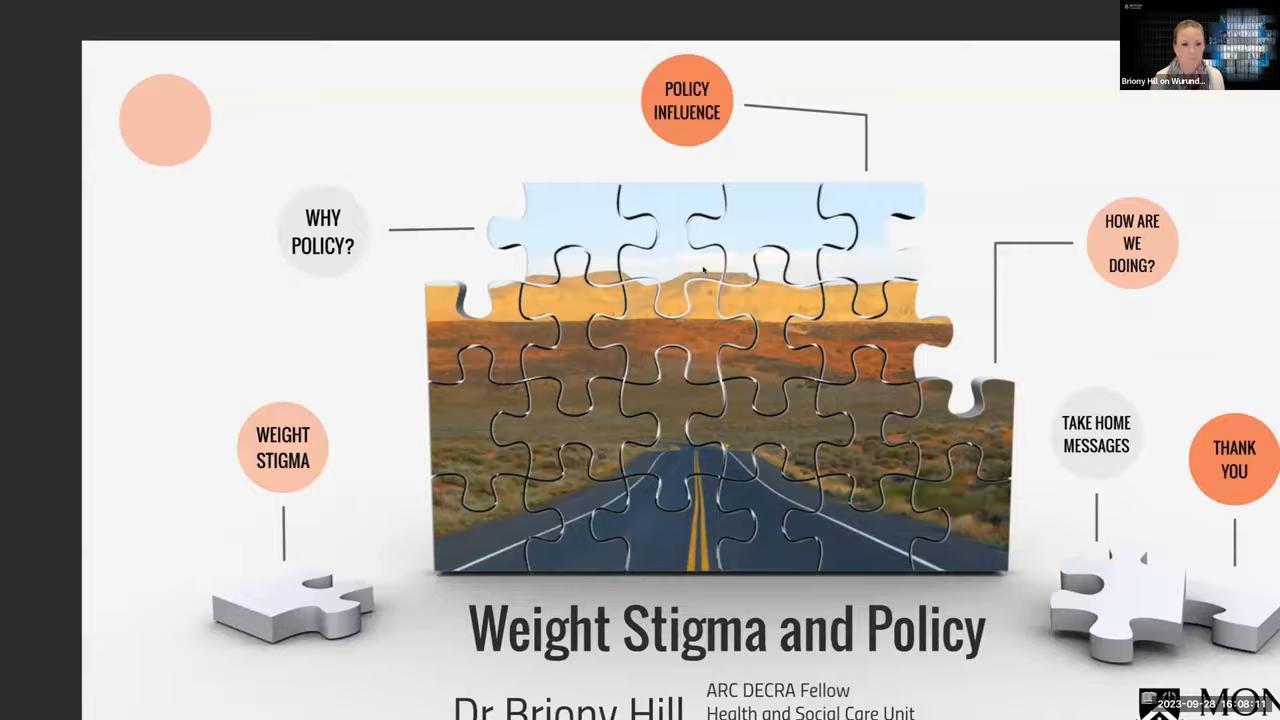 Briony Hill on Wurund...
POLICY
INFLUENCE
WHY
POLICY?
HOW ARE
WE
DOING?
WEIGHT
STIGMA
TAKE HOME
MESSAGES
THANK
YOU
Weight Stigma and Policy
Dr Briony Hill
ARC DECRA Fellow
Health and Social Care Unit
MON
2023-09-28 16:08:11